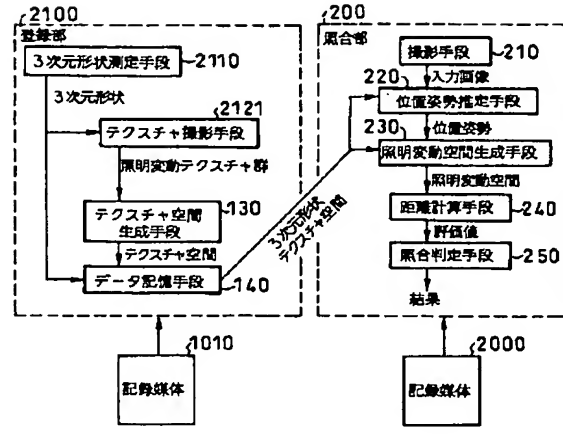 2100
登録部
3次元形状測定手段
2110
3次元形状
2121
テクスチャ撮影手段
照明変動テクスチャ群
130
テクスチャ空間
生成手段
テクスチャ空間
データ記憶手段
140
3次元形状
テクスチャ空間
1010
記録媒体
200
照合部
撮影手段
210
入力画像
220
位置姿勢推定手段
位置姿勢
230
照明変動空間生成手段
照明変動空間
距離計算手段
240
評価値
照合判定手段
250
結果
2000
記録媒体